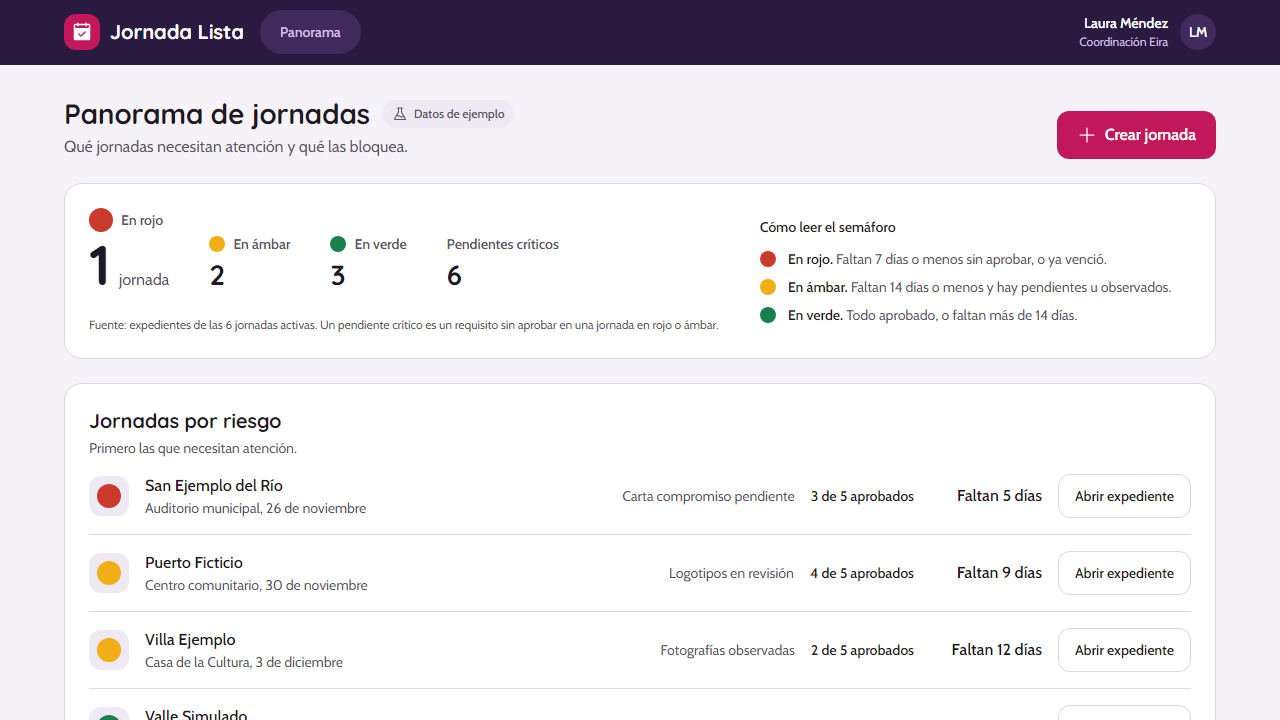 Jornada Lista
Panorama
Laura Méndez
Coordinación Eira
LM
Panorama de jornadas
Datos de ejemplo
Qué jornadas necesitan atención y qué las bloquea.
Crear jornada
En rojo
1 jornada
En ámbar
2
En verde
3
Pendientes críticos
6
Fuente: expedientes de las 6 jornadas activas. Un pendiente crítico es un requisito sin aprobar en una jornada en rojo o ámbar.
Cómo leer el semáforo
En rojo. Faltan 7 días o menos sin aprobar, o ya venció.
En ámbar. Faltan 14 días o menos y hay pendientes u observados.
En verde. Todo aprobado, o faltan más de 14 días.
Jornadas por riesgo
Primero las que necesitan atención.
San Ejemplo del Río
Auditorio municipal, 26 de noviembre
Carta compromiso pendiente
3 de 5 aprobados
Faltan 5 días
Abrir expediente
Puerto Ficticio
Centro comunitario, 30 de noviembre
Logotipos en revisión
4 de 5 aprobados
Faltan 9 días
Abrir expediente
Villa Ejemplo
Casa de la Cultura, 3 de diciembre
Fotografías observadas
2 de 5 aprobados
Faltan 12 días
Abrir expediente
Valle Simulado